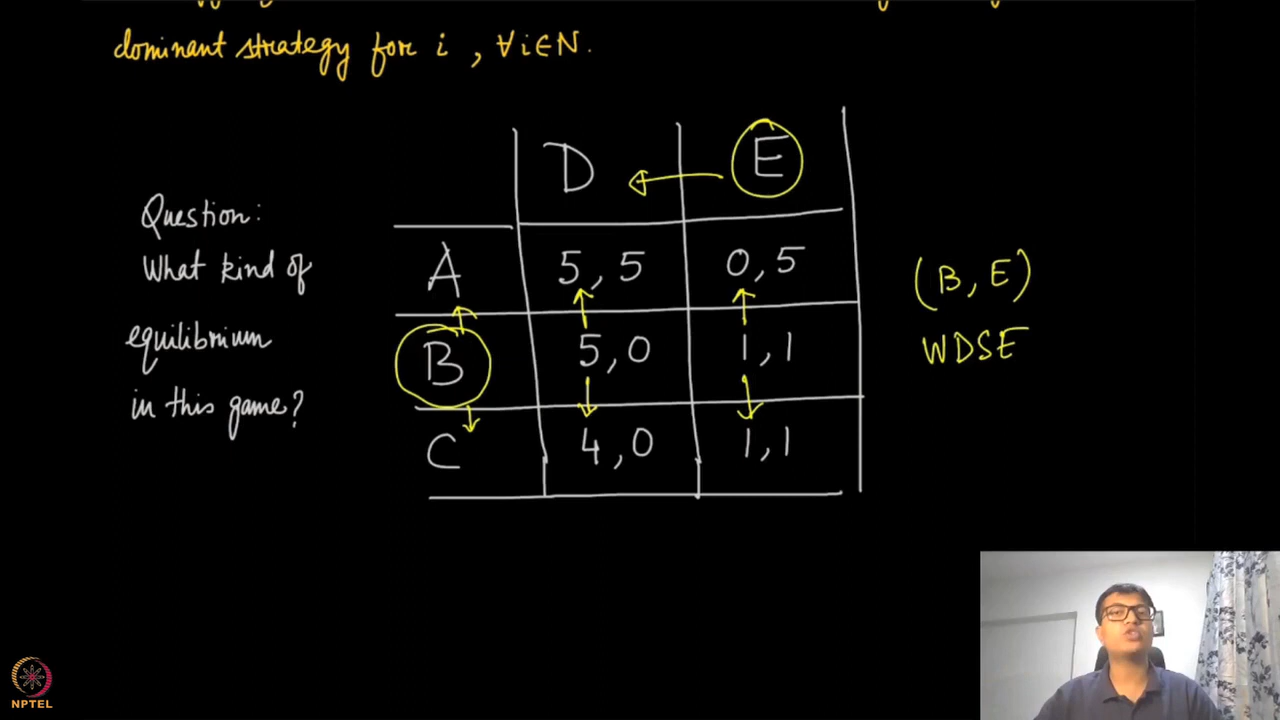 dominant strategy for i , ∀i∈N.
D E
Question:
What kind of
equilibrium
in this game?
A 5,5 0,5
B 5,0 1,1
C 4,0 1,1
(B, E)
WDSE
NPTEL